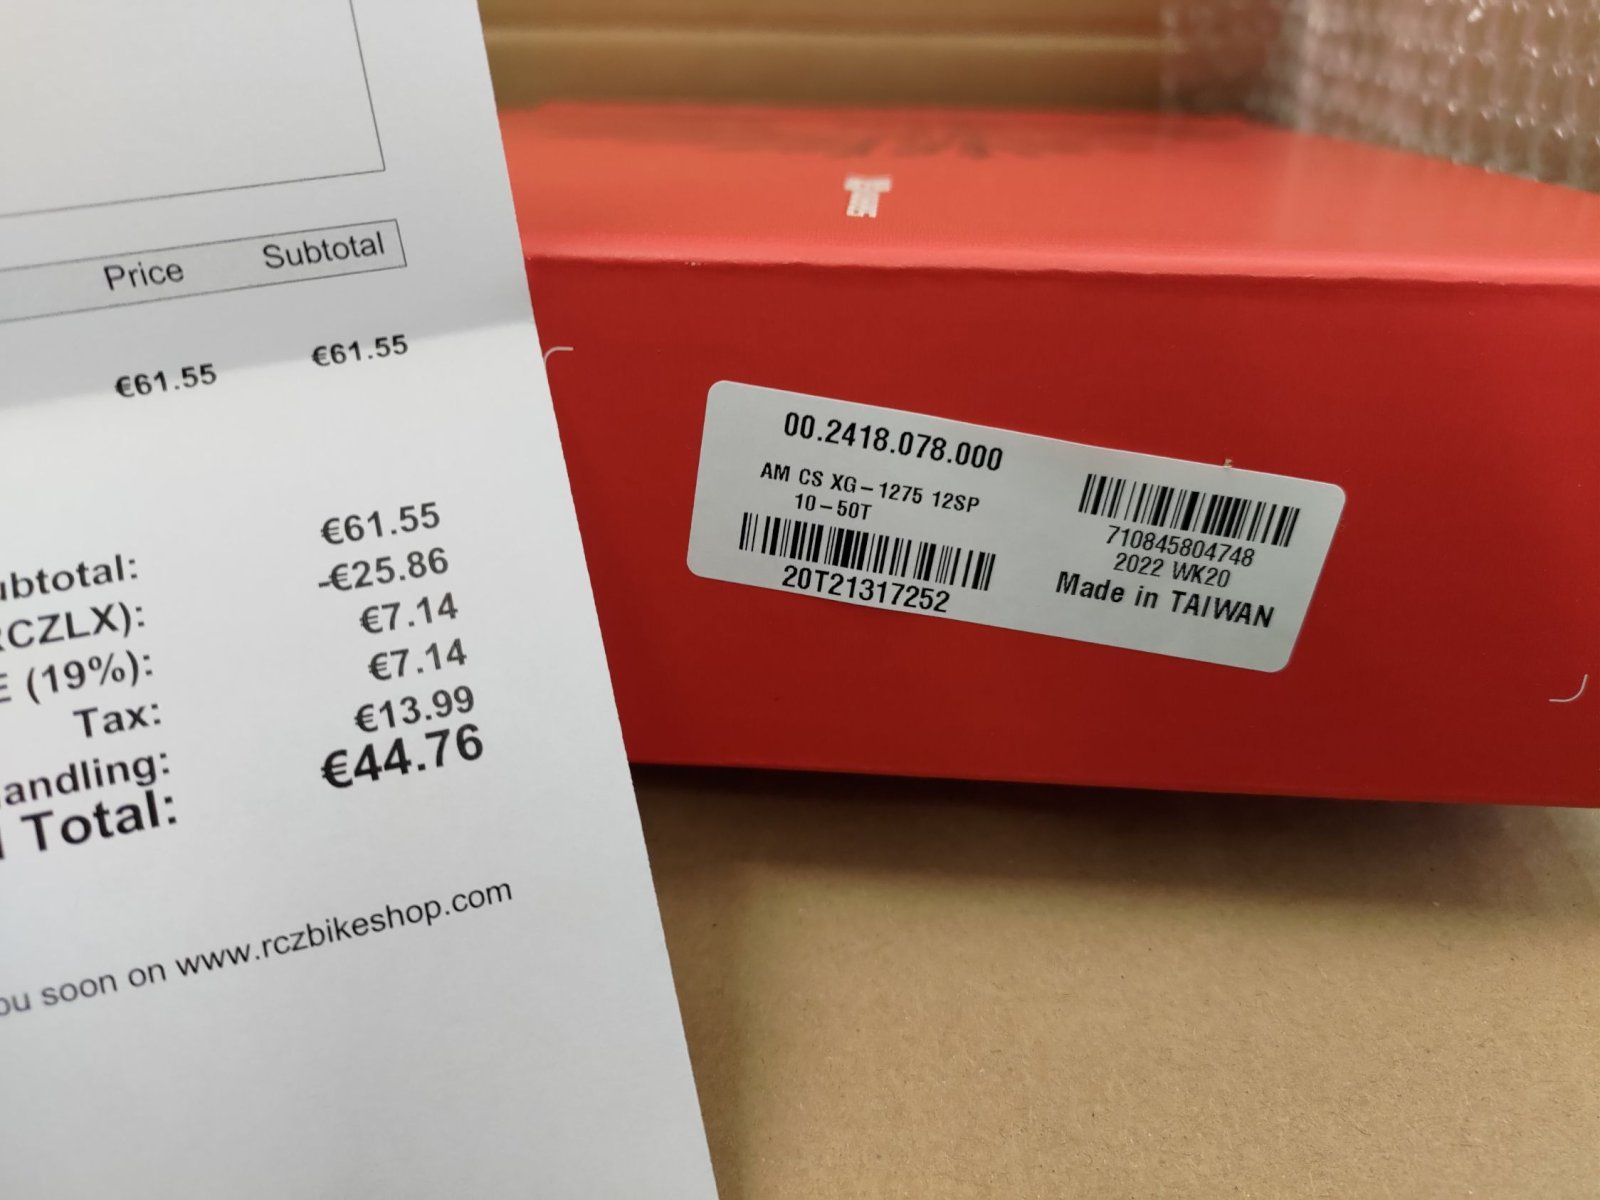 Price Subtotal
€61.55 €61.55
ubtotal: €61.55
RCZLX): -€25.86
E (19%): €7.14
Tax: €7.14
andling: €13.99
l Total: €44.76
ou soon on www.rczbikeshop.com
00.2418.078.000
AM CS XG-1275 12SP
10-50T
20T21317252
710845804748
2022 WK20
Made in TAIWAN